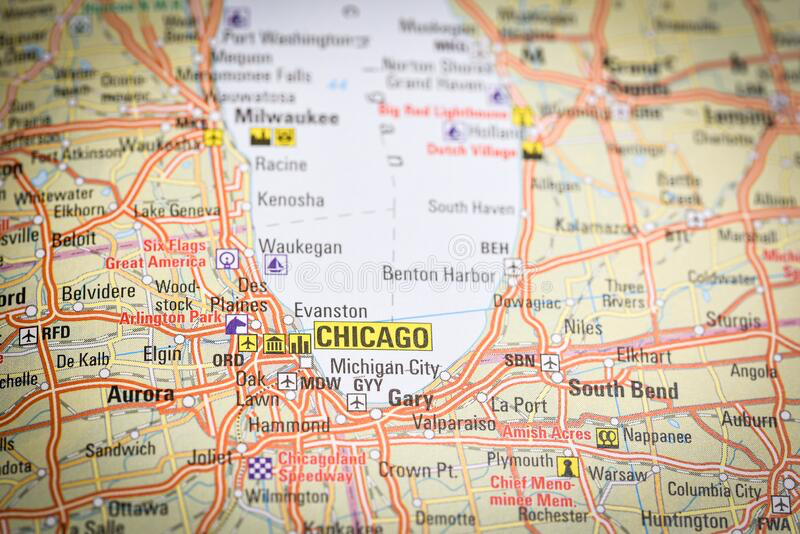 Port Washington
Mequon
Menomonee Falls
Wauwatosa
Milwaukee
MKE
Waukesha
Fort Atkinson
Racine
Whitewater
Elkhorn
Lake Geneva
Kenosha
Beloit
Six Flags
Great America
Waukegan
Norton Shores
Grand Haven
Big Red Lighthouse
Wyoming
Holland
Dutch Village
Lansing
Allegan
Battle
Creek
Albion
South Haven
Kalamazoo
BTL
Marshall
BEH
Benton Harbor
Coldwater
Three
Rivers
Dowagiac
Sturgis
Belvidere
Wood-
stock
Des
Plaines
Evanston
Arlington Park
CHICAGO
RFD
Elgin
ORD
De Kalb
Michigan City
Niles
Elkhart
SBN
Oak
Lawn
MDW
GYY
Gary
South Bend
Aurora
La Port
Angola
Auburn
Hammond
Valparaiso
Amish Acres
Nappanee
Sandwich
Joliet
Chicagoland
Speedway
Crown Pt.
Plymouth
Warsaw
Chief Meno-
minee Mem.
Columbia City
Ottawa
Wilmington
Kankakee
Demotte
Rochester
Huntington
FWA
dreamstime